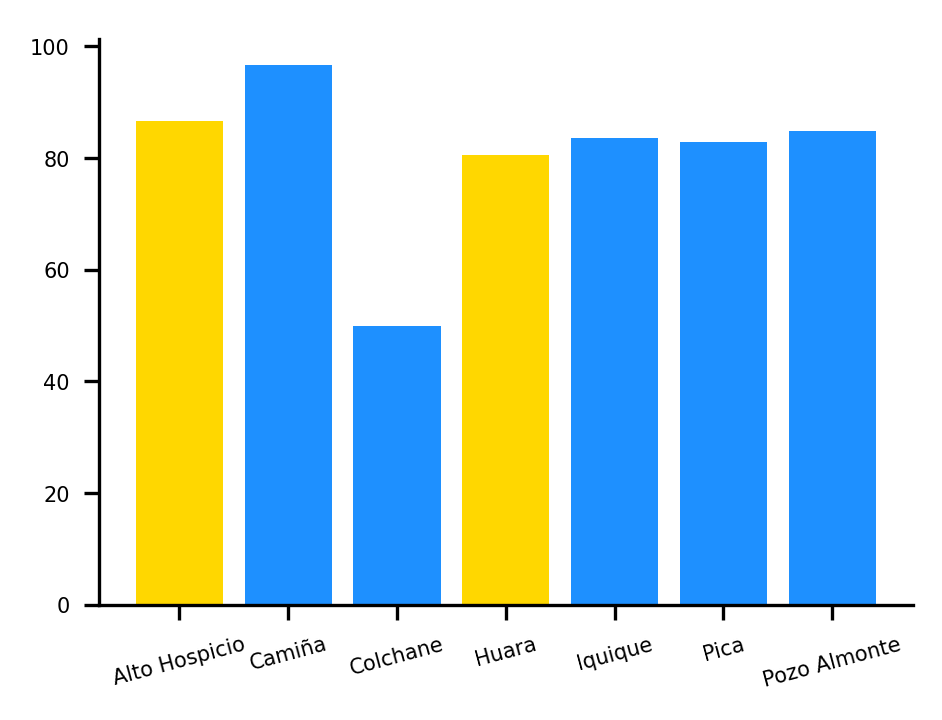 100
80
60
40
20
0
Alto Hospicio
Camiña
Colchane
Huara
Iquique
Pica
Pozo Almonte